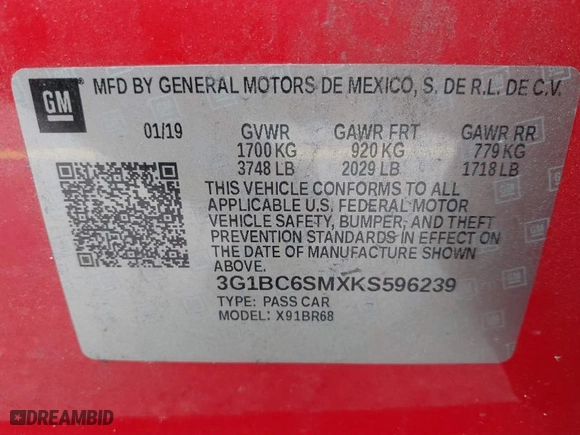 GM
MFD BY GENERAL MOTORS DE MEXICO, S. DE R.L. DE C.V.
01/19 GVWR GAWR FRT GAWR RR
1700 KG 920 KG 779 KG
3748 LB 2029 LB 1718 LB
THIS VEHICLE CONFORMS TO ALL
APPLICABLE U.S. FEDERAL MOTOR
VEHICLE SAFETY, BUMPER, AND THEFT
PREVENTION STANDARDS IN EFFECT ON
THE DATE OF MANUFACTURE SHOWN
ABOVE.
3G1BC6SMXKS596239
TYPE: PASS CAR
MODEL: X91BR68
DREAMBID